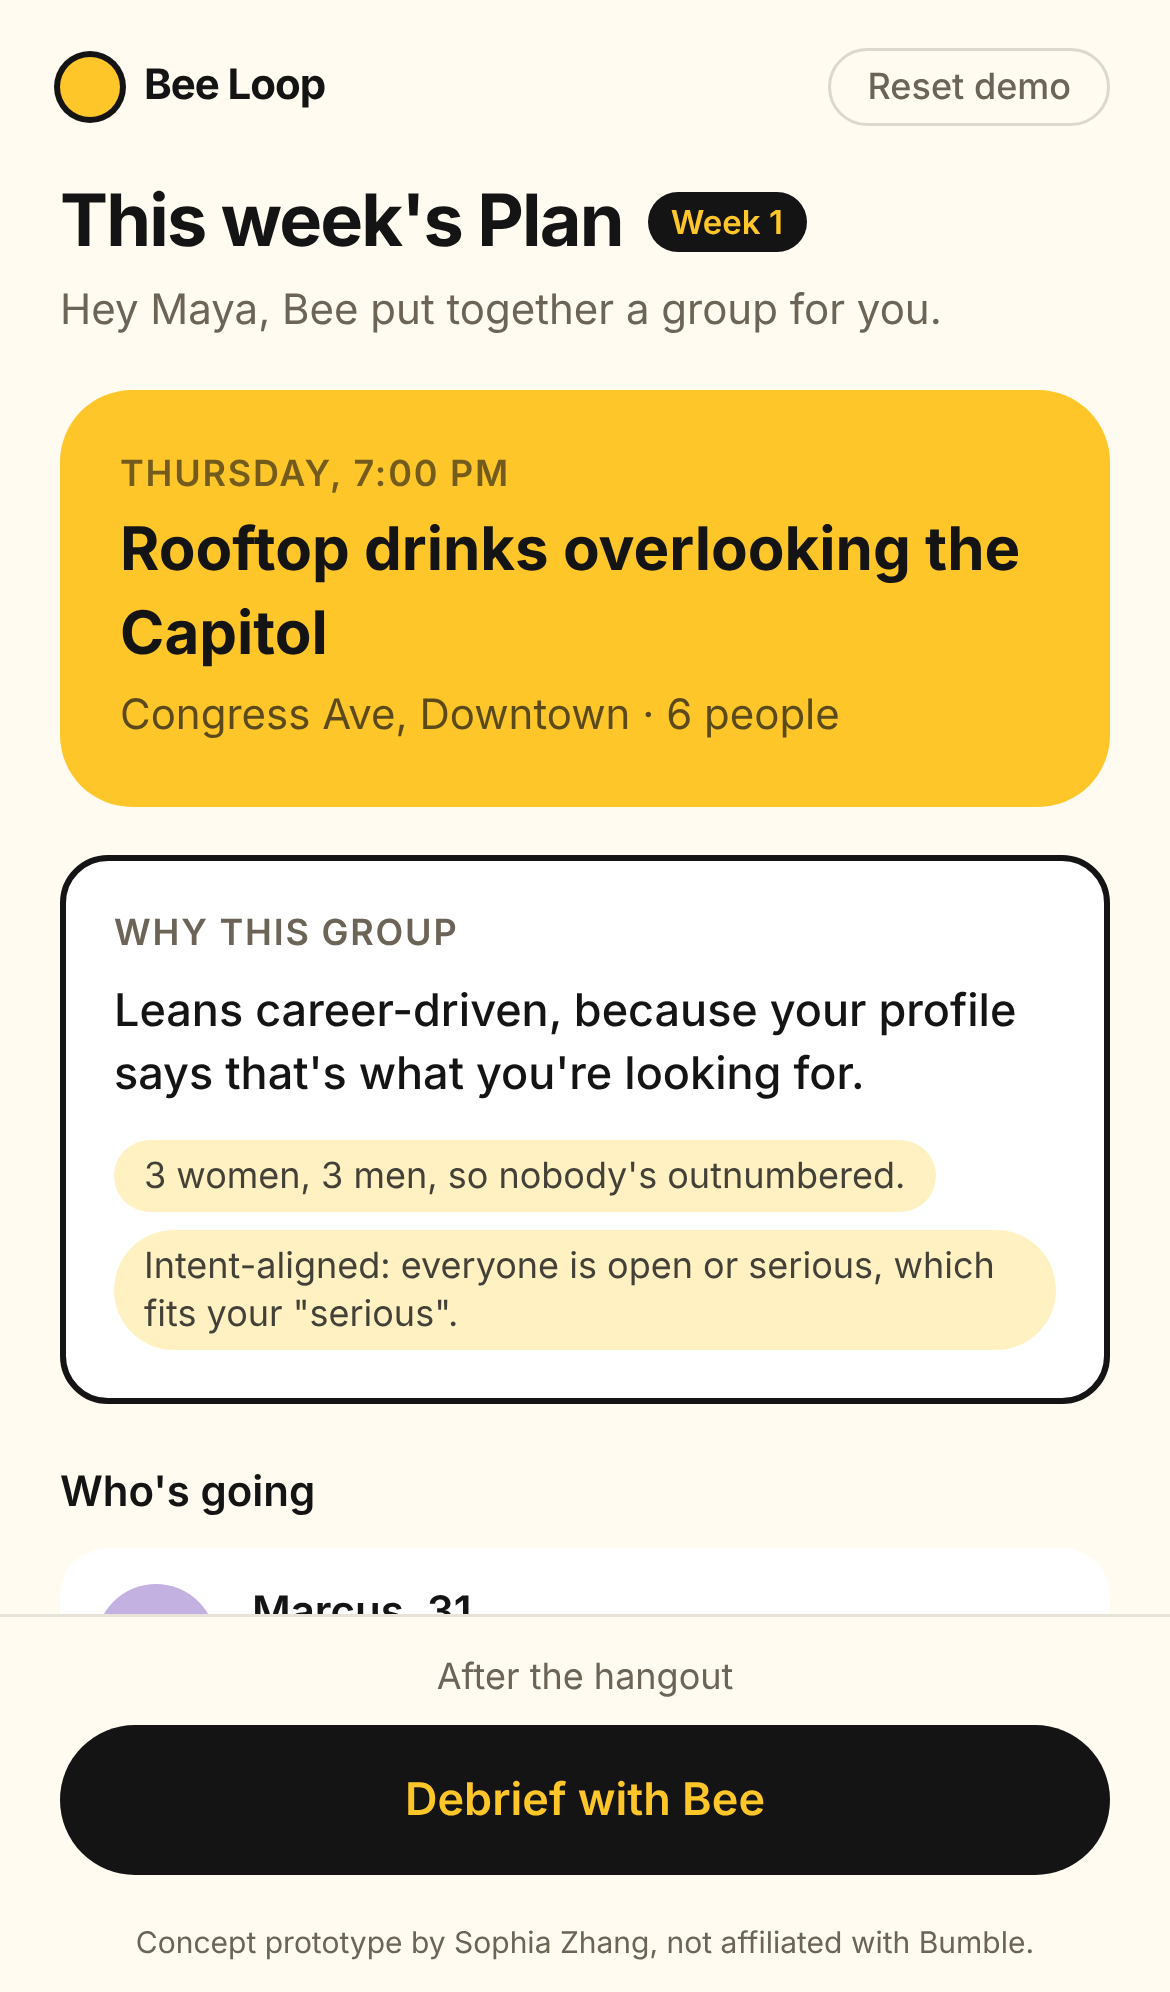 Bee Loop
Reset demo
This week's Plan
Week 1
Hey Maya, Bee put together a group for you.
THURSDAY, 7:00 PM
Rooftop drinks overlooking the
Capitol
Congress Ave, Downtown · 6 people
WHY THIS GROUP
Leans career-driven, because your profile
says that's what you're looking for.
3 women, 3 men, so nobody's outnumbered.
Intent-aligned: everyone is open or serious, which
fits your "serious".
Who's going
Marcus, 31
After the hangout
Debrief with Bee
Concept prototype by Sophia Zhang, not affiliated with Bumble.